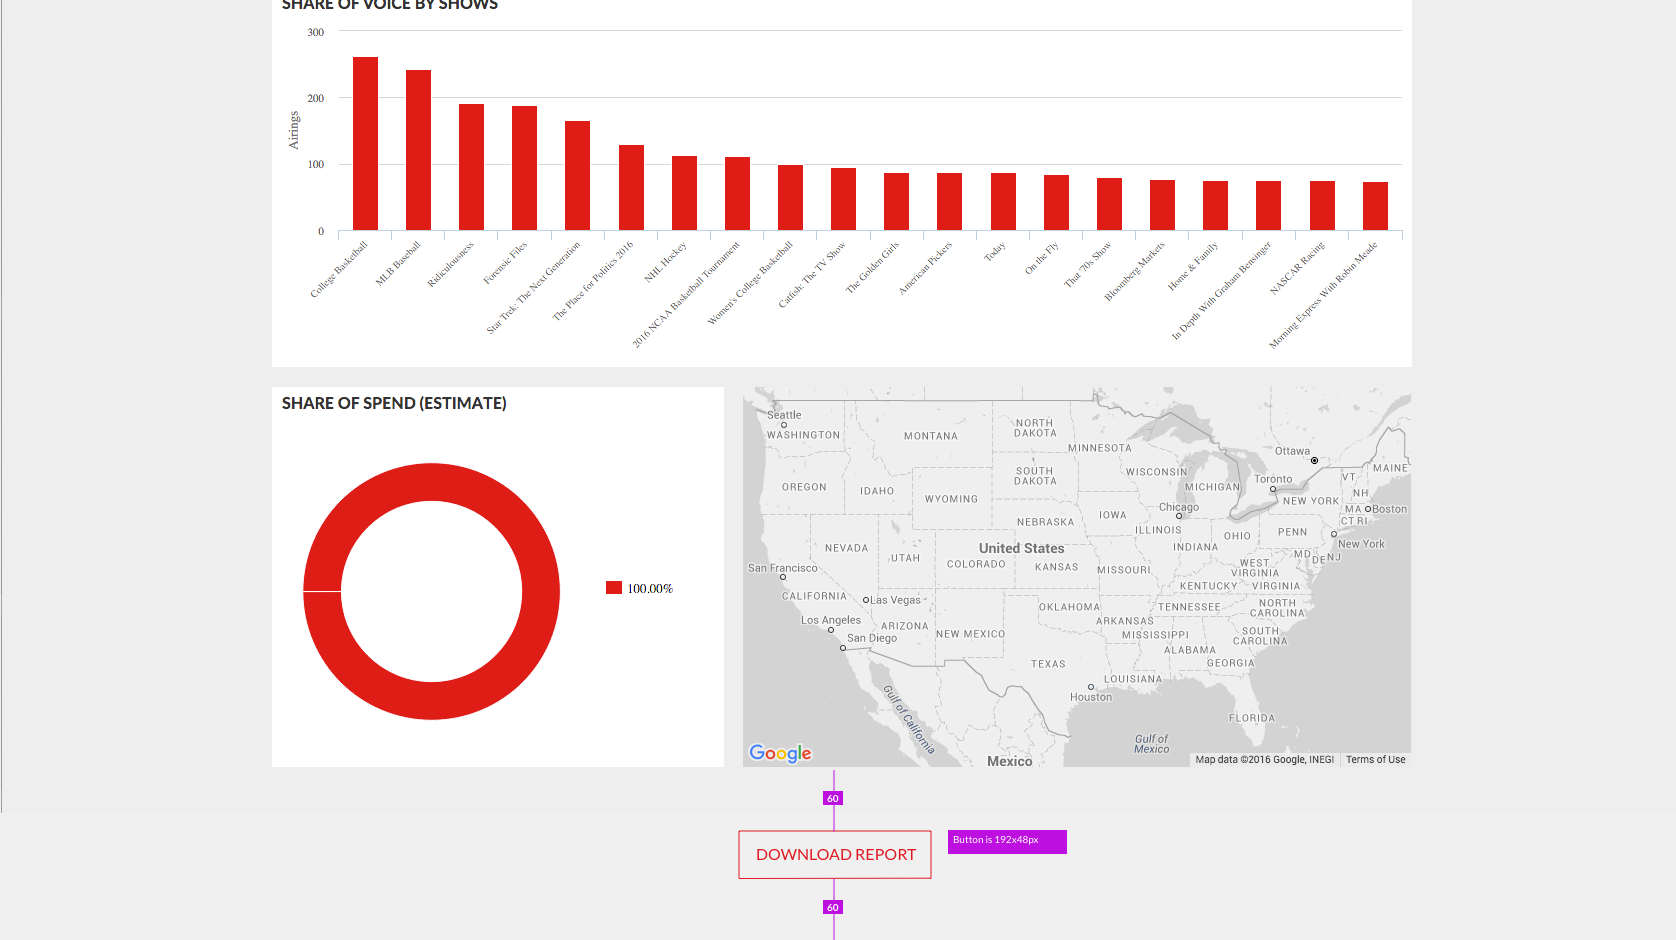 SHARE OF VOICE BY SHOWS
300
200
100
0
Airings
College Basketball
MLB Baseball
Ridiculousness
Forensic Files
Star Trek: The Next Generation
The Place for Politics 2016
NHL Hockey
2016 NCAA Basketball Tournament
Women's College Basketball
Catfish: The TV Show
The Golden Girls
American Pickers
Today
On the Fly
That '70s Show
Bloomberg Markets
Home & Family
In Depth With Graham Bensinger
NASCAR Racing
Morning Express With Robin Meade
SHARE OF SPEND (ESTIMATE)
100.00%
Seattle
WASHINGTON
MONTANA
NORTH
DAKOTA
MINNESOTA
Ottawa
MAINE
OREGON
IDAHO
WYOMING
SOUTH
DAKOTA
WISCONSIN
MICHIGAN
Toronto
VT
NH
NEW YORK
MA
Boston
CT
RI
NEBRASKA
IOWA
Chicago
ILLINOIS
INDIANA
OHIO
PENN
New York
NEVADA
UTAH
United States
COLORADO
KANSAS
MISSOURI
WEST
VIRGINIA
MD
DE
NJ
San Francisco
CALIFORNIA
Las Vegas
KENTUCKY
VIRGINIA
OKLAHOMA
TENNESSEE
NORTH
CAROLINA
Los Angeles
ARIZONA
NEW MEXICO
ARKANSAS
MISSISSIPPI
SOUTH
CAROLINA
San Diego
ALABAMA
GEORGIA
TEXAS
LOUISIANA
Houston
FLORIDA
Gulf of California
Gulf of
Mexico
Mexico
Google
Map data ©2016 Google, INEGI
Terms of Use
60
DOWNLOAD REPORT
Button is 192x48px
60